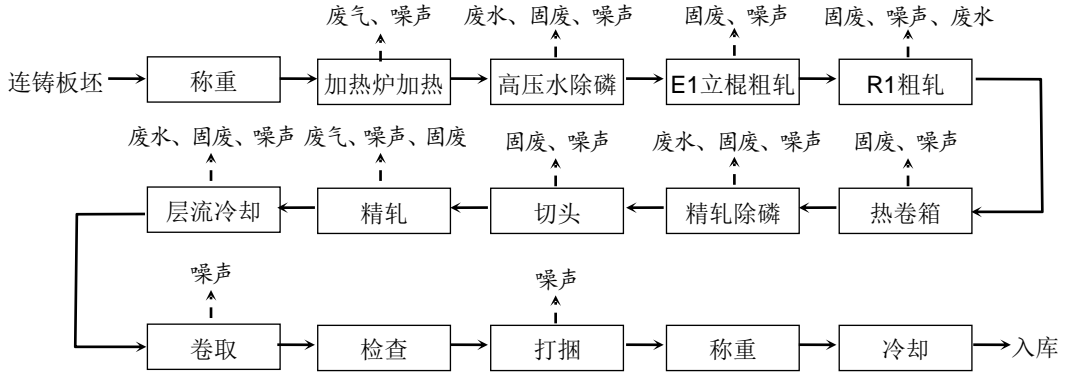 废气、噪声
废水、固废、噪声
固废、噪声
固废、噪声、废水
连铸板坯
称重
加热炉加热
高压水除磷
E1立棍粗轧
R1粗轧
废水、固废、噪声
废气、噪声、固废
固废、噪声
废水、固废、噪声
固废、噪声
层流冷却
精轧
切头
精轧除磷
热卷箱
噪声
噪声
卷取
检查
打捆
称重
冷却
入库